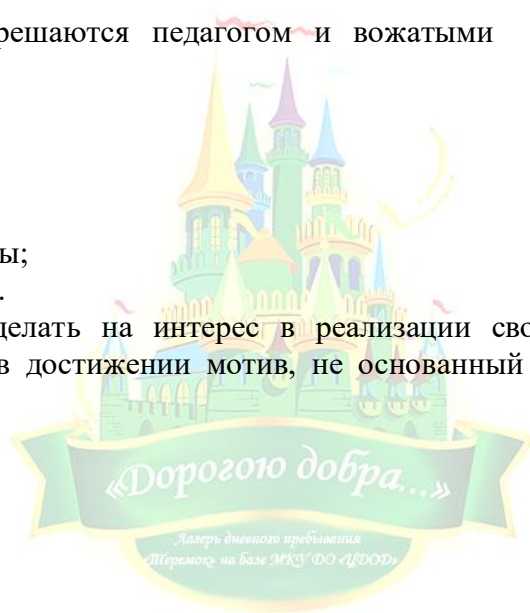 решаются педагогом и вожатыми
ы;
.
делать на интерес в реализации сво
в достижении мотив, не основанный
«Дорогою добра...»
Лагерь дневного пребывания
«Теремок» на базе МКУ ДО «ЦДОД»